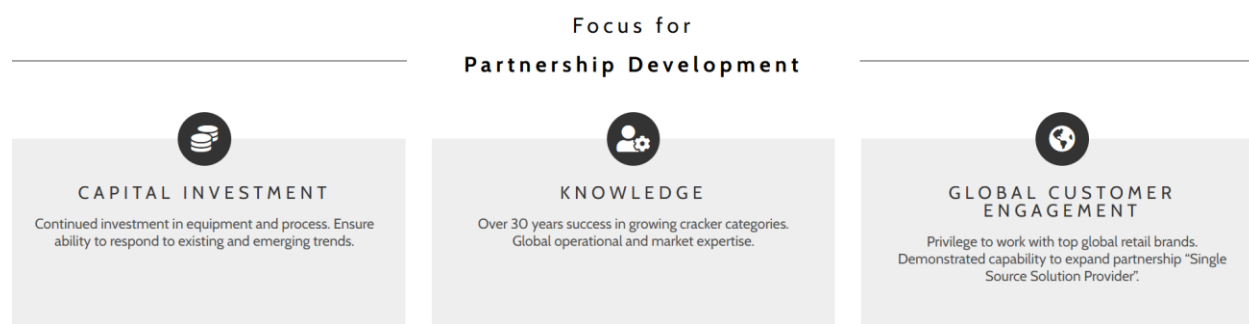 Focus for
Partnership Development
CAPITAL INVESTMENT
Continued investment in equipment and process. Ensure
ability to respond to existing and emerging trends.
KNOWLEDGE
Over 30 years success in growing cracker categories.
Global operational and market expertise.
GLOBAL CUSTOMER
ENGAGEMENT
Privilege to work with top global retail brands.
Demonstrated capability to expand partnership “Single
Source Solution Provider”.